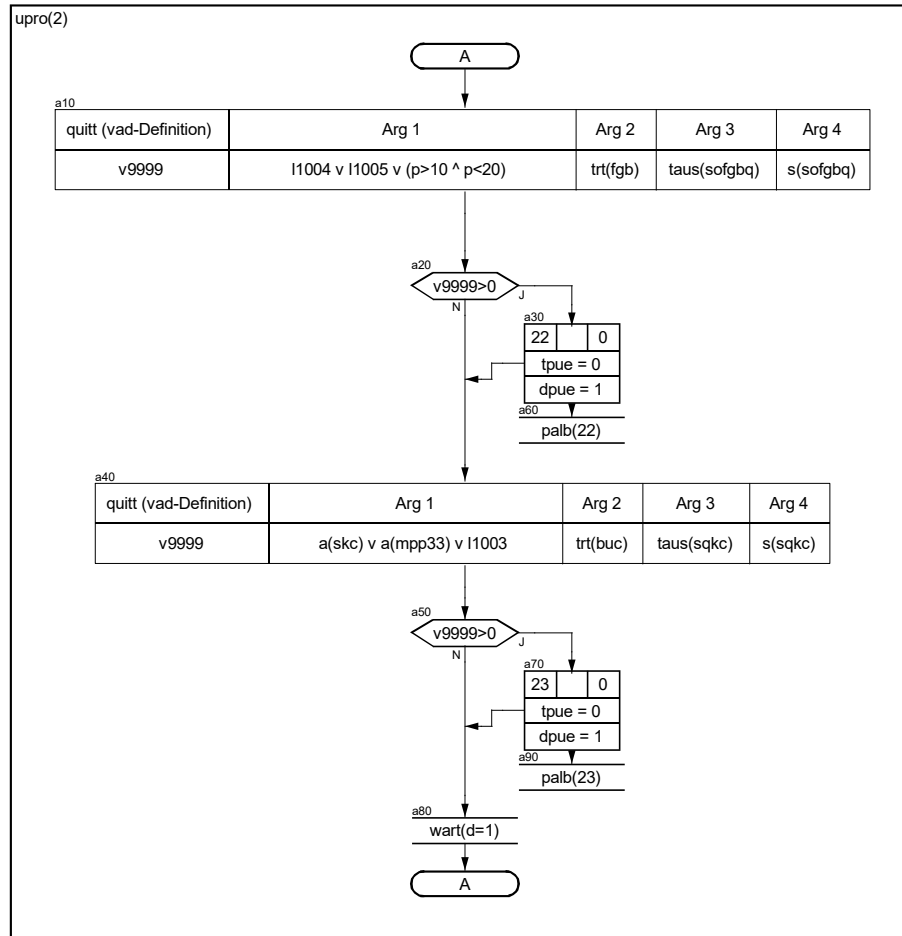 upro(2)
A
a10
quitt (vad-Definition) Arg 1 Arg 2 Arg 3 Arg 4
v9999 l1004 v l1005 v (p>10 ^ p<20) trt(fgb) taus(sofgbq) s(sofgbq)
a20
v9999>0
N J
a30
22 0
tpue = 0
dpue = 1
a60
palb(22)
a40
quitt (vad-Definition) Arg 1 Arg 2 Arg 3 Arg 4
v9999 a(skc) v a(mpp33) v l1003 trt(buc) taus(sqkc) s(sqkc)
a50
v9999>0
N J
a70
23 0
tpue = 0
dpue = 1
a90
palb(23)
a80
wart(d=1)
A